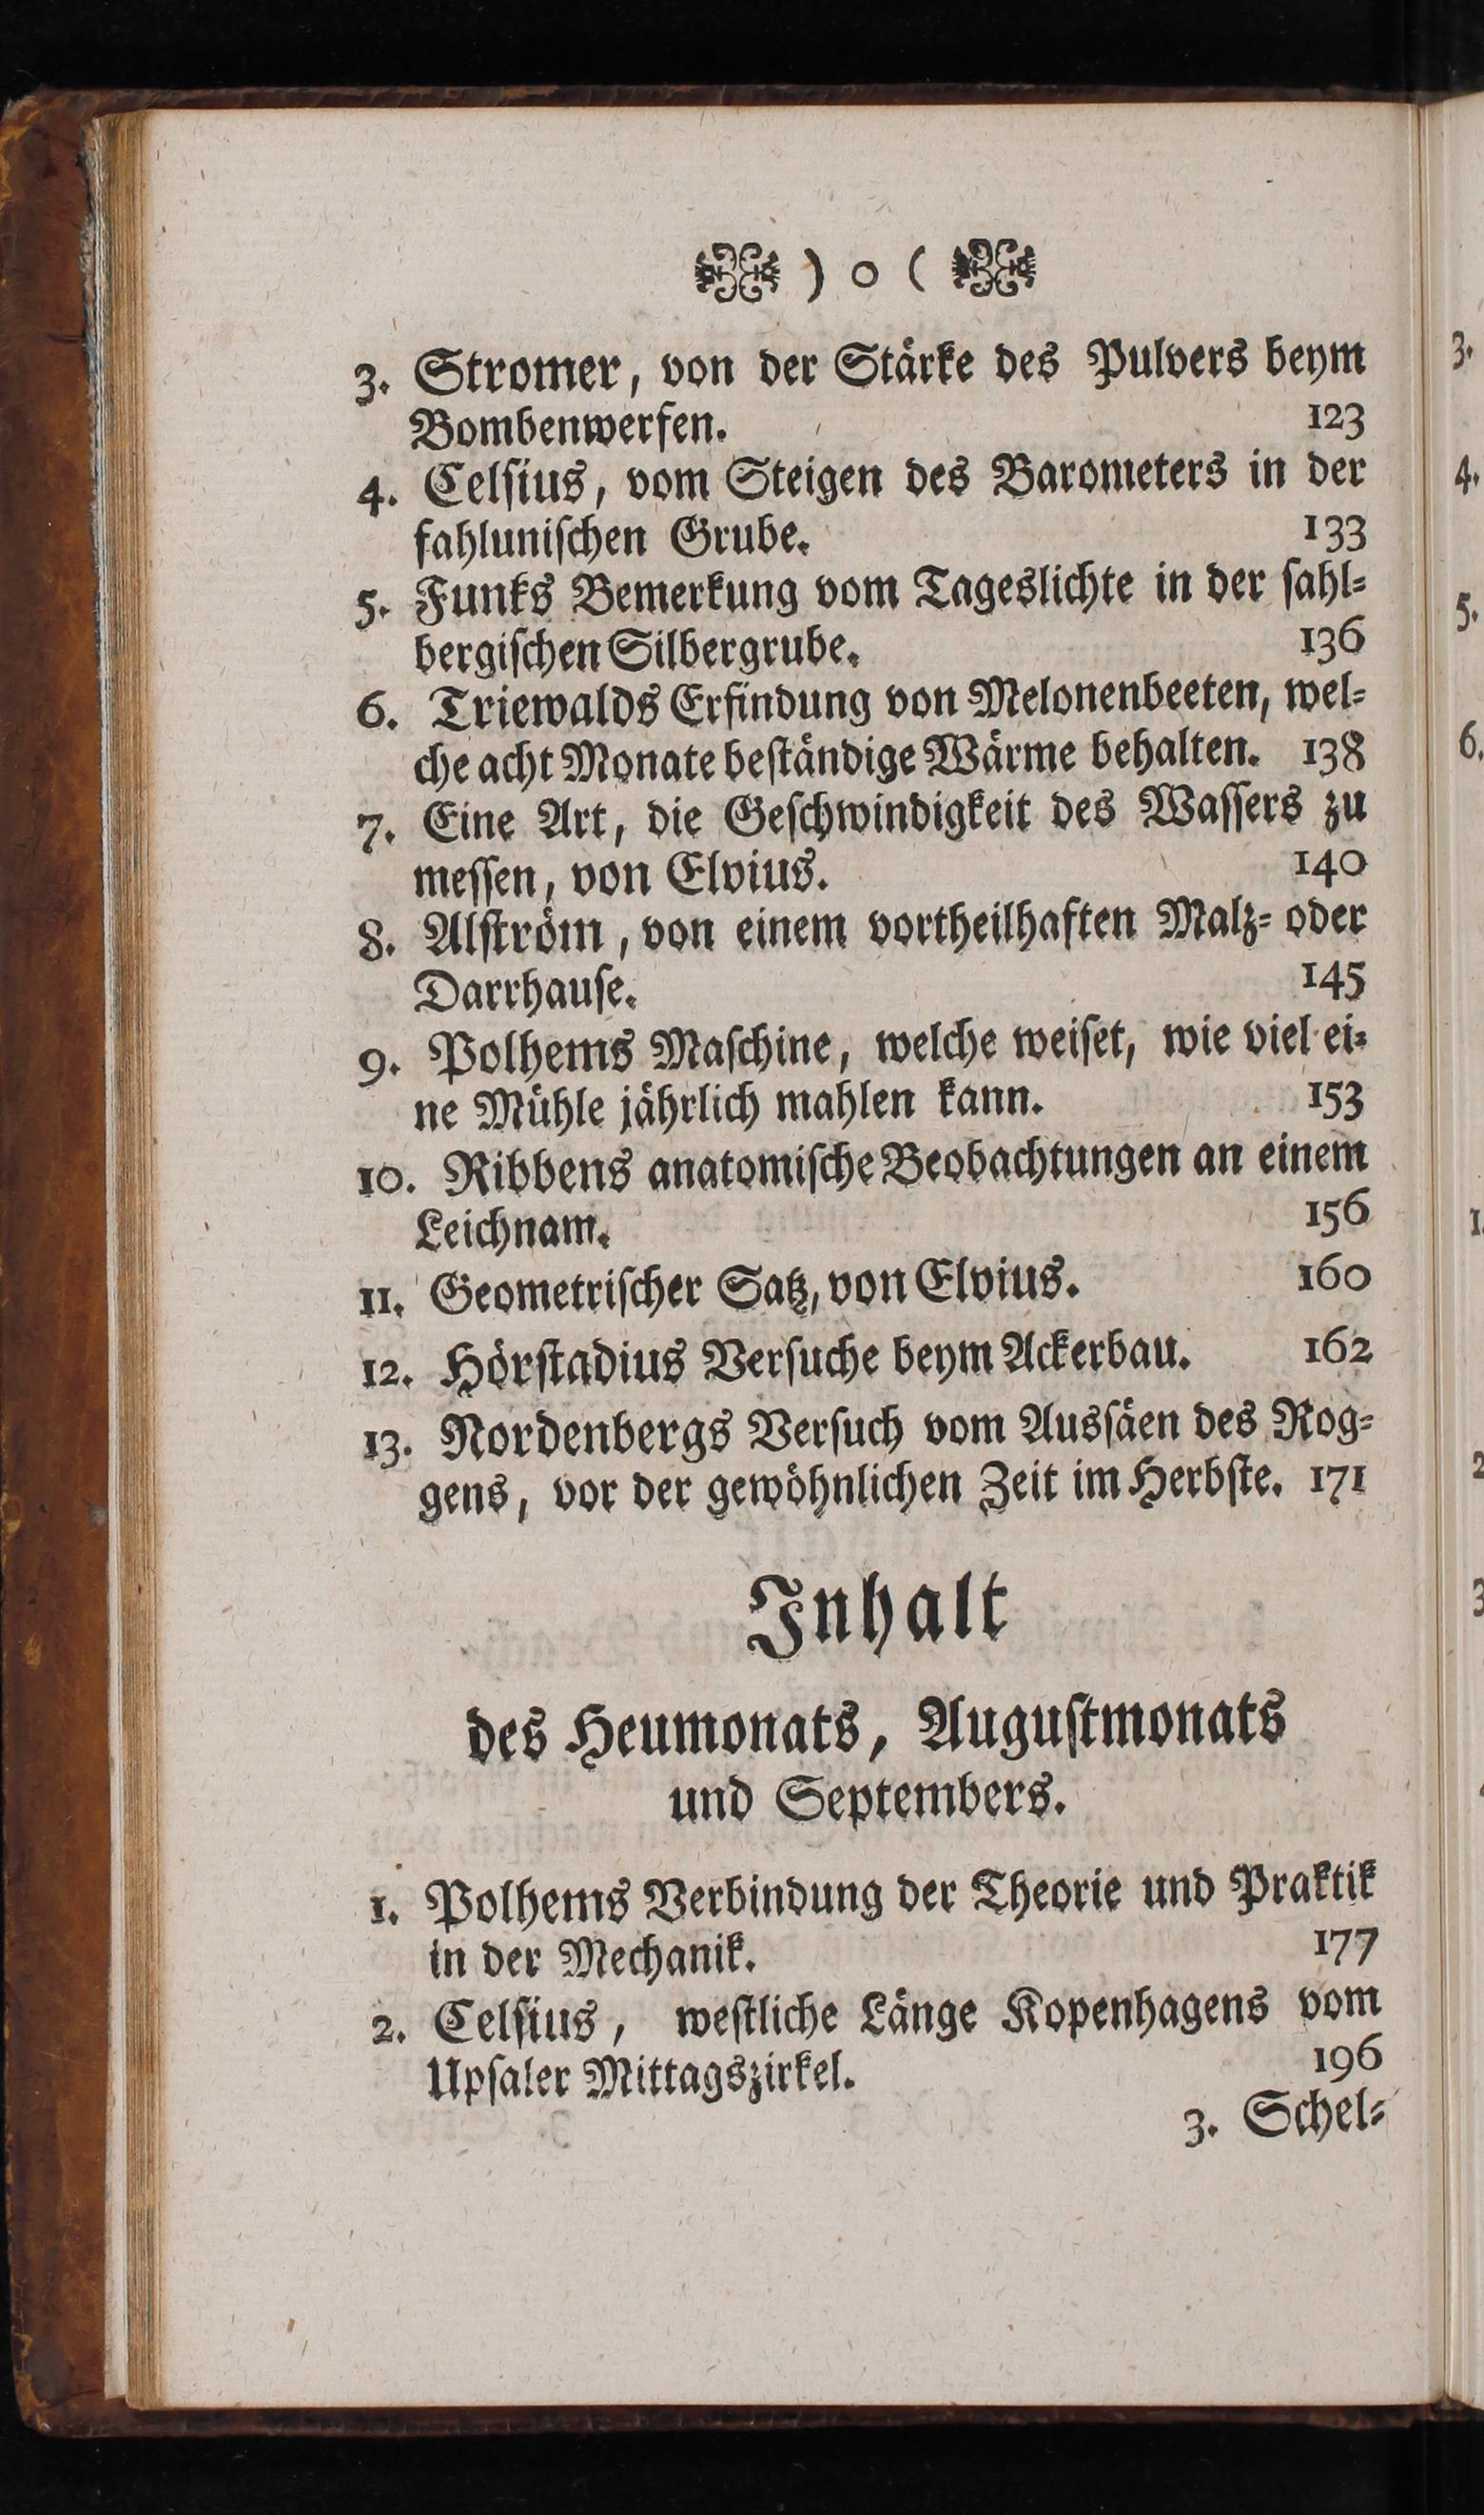 ) o (
3. Stromer, von der Stärke des Pulvers beym
Bombenwerfen. 123
4. Celsius, vom Steigen des Barometers in der
fahlunischen Grube. 133
5. Funks Bemerkung vom Tageslichte in der sahl-
bergischen Silbergrube. 136
6. Triewalds Erfindung von Melonenbeeten, wel-
che acht Monate beständige Wärme behalten. 138
7. Eine Art, die Geschwindigkeit des Wassers zu
messen, von Elvius. 140
8. Alström, von einem vortheilhaften Malz- oder
Darrhause. 145
9. Polhems Maschine, welche weiset, wie viel ei-
ne Mühle jährlich mahlen kann. 153
10. Ribbens anatomische Beobachtungen an einem
Leichnam. 156
11. Geometrischer Satz, von Elvius. 160
12. Hörstadius Versuche beym Ackerbau. 162
13. Nordenbergs Versuch vom Aussäen des Rog-
gens, vor der gewöhnlichen Zeit im Herbste. 171
Inhalt
des Heumonats, Augustmonats
und Septembers.
1. Polhems Verbindung der Theorie und Praktik
in der Mechanik. 177
2. Celsius, westliche Länge Kopenhagens vom
Upsaler Mittagszirkel. 196
3. Schel-
3.
4.
5.
6.
1.
2
3